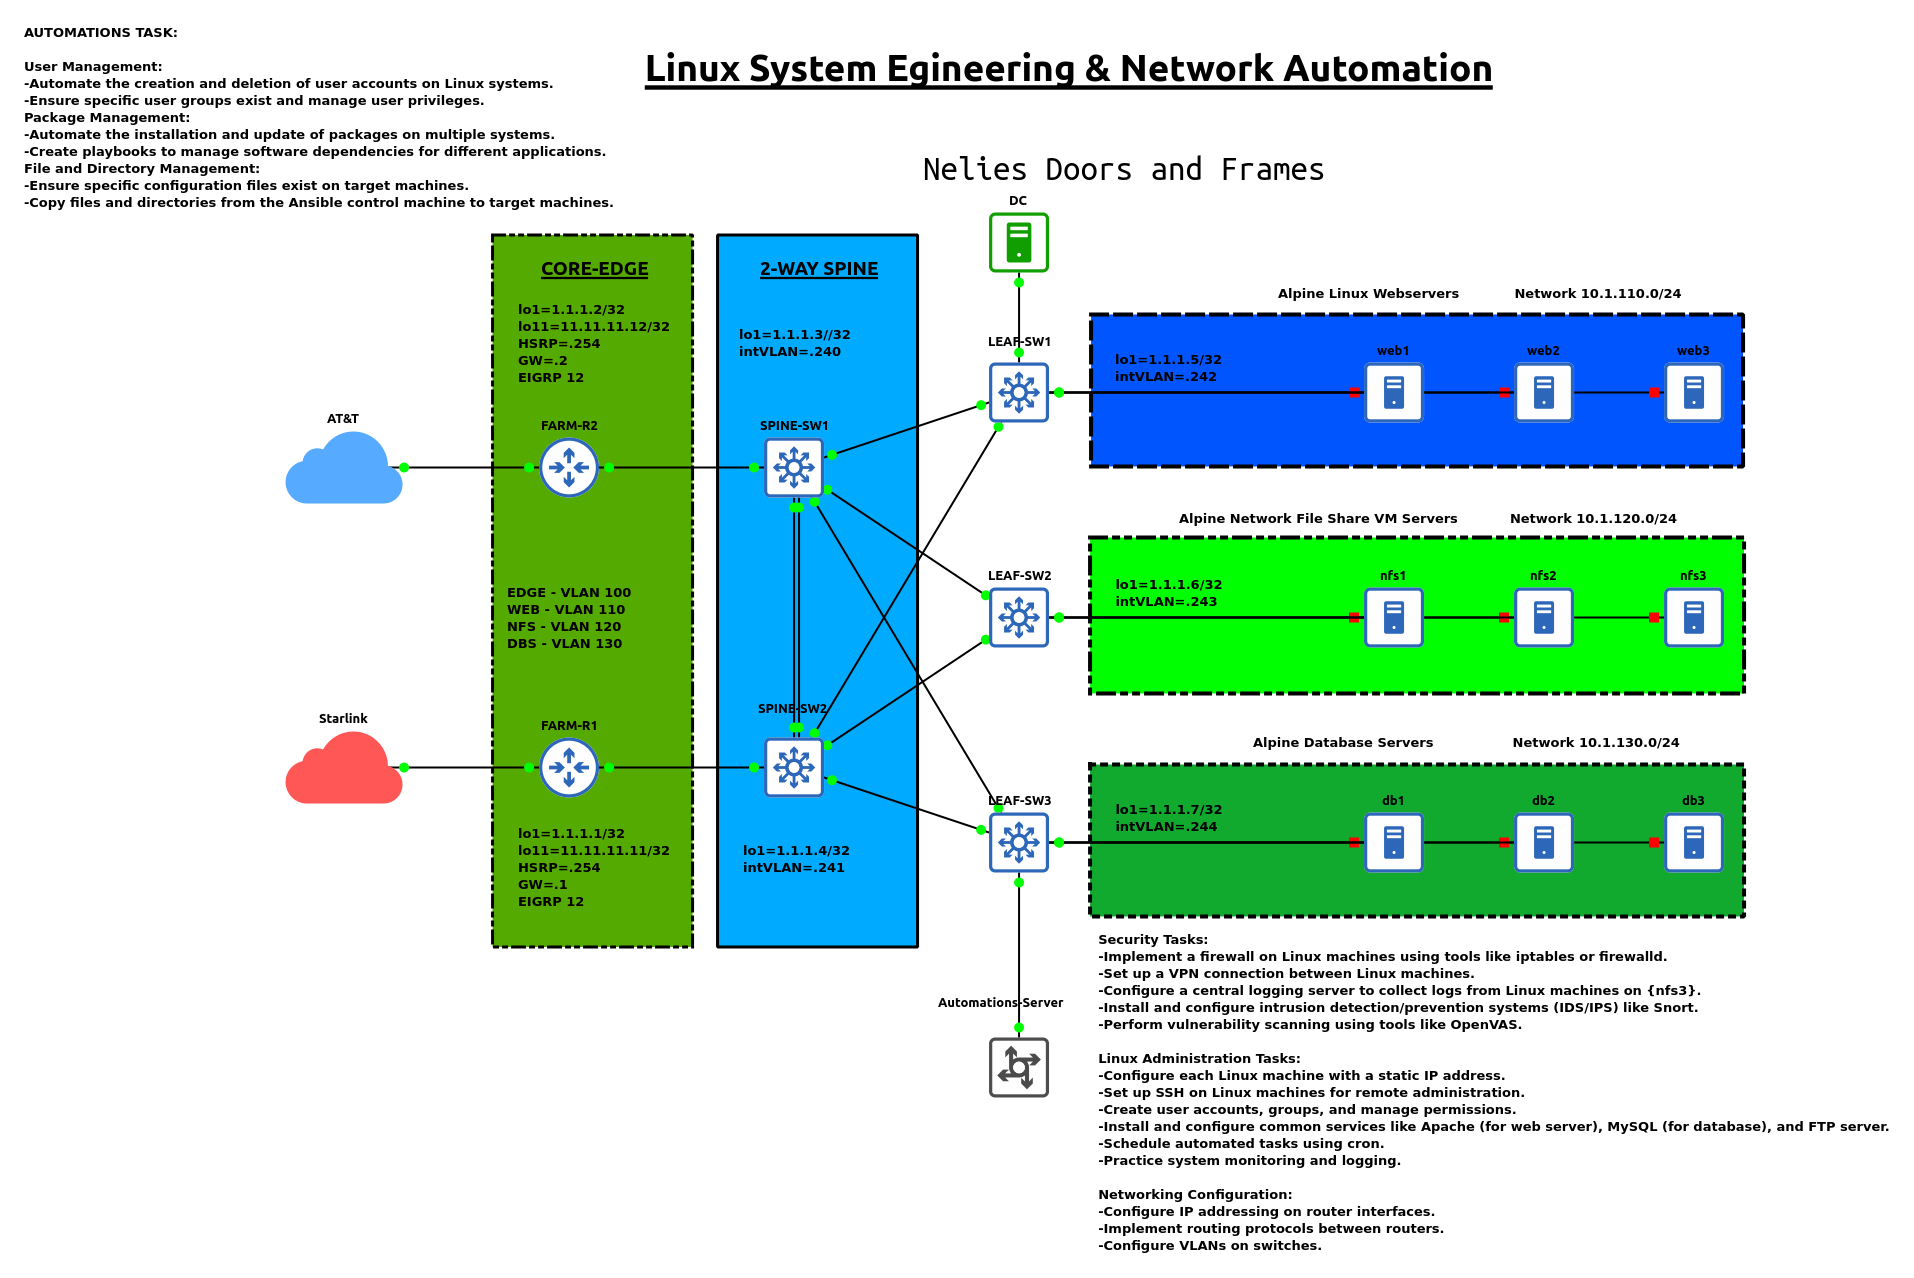 AUTOMATIONS TASK:
User Management:
-Automate the creation and deletion of user accounts on Linux systems.
-Ensure specific user groups exist and manage user privileges.
Package Management:
-Automate the installation and update of packages on multiple systems.
-Create playbooks to manage software dependencies for different applications.
File and Directory Management:
-Ensure specific configuration files exist on target machines.
-Copy files and directories from the Ansible control machine to target machines.
Linux System Egineering & Network Automation
Nelies Doors and Frames
DC
CORE-EDGE
lo1=1.1.1.2/32
lo11=11.11.11.12/32
HSRP=.254
GW=.2
EIGRP 12
AT&T
FARM-R2
EDGE - VLAN 100
WEB - VLAN 110
NFS - VLAN 120
DBS - VLAN 130
Starlink
FARM-R1
lo1=1.1.1.1/32
lo11=11.11.11.11/32
HSRP=.254
GW=.1
EIGRP 12
2-WAY SPINE
lo1=1.1.1.3//32
intVLAN=.240
SPINE-SW1
SPINE-SW2
lo1=1.1.1.4/32
intVLAN=.241
LEAF-SW1
LEAF-SW2
LEAF-SW3
Automations-Server
Alpine Linux Webservers
Network 10.1.110.0/24
lo1=1.1.1.5/32
intVLAN=.242
web1
web2
web3
Alpine Network File Share VM Servers
Network 10.1.120.0/24
lo1=1.1.1.6/32
intVLAN=.243
nfs1
nfs2
nfs3
Alpine Database Servers
Network 10.1.130.0/24
lo1=1.1.1.7/32
intVLAN=.244
db1
db2
db3
Security Tasks:
-Implement a firewall on Linux machines using tools like iptables or firewalld.
-Set up a VPN connection between Linux machines.
-Configure a central logging server to collect logs from Linux machines on {nfs3}.
-Install and configure intrusion detection/prevention systems (IDS/IPS) like Snort.
-Perform vulnerability scanning using tools like OpenVAS.
Linux Administration Tasks:
-Configure each Linux machine with a static IP address.
-Set up SSH on Linux machines for remote administration.
-Create user accounts, groups, and manage permissions.
-Install and configure common services like Apache (for web server), MySQL (for database), and FTP server.
-Schedule automated tasks using cron.
-Practice system monitoring and logging.
Networking Configuration:
-Configure IP addressing on router interfaces.
-Implement routing protocols between routers.
-Configure VLANs on switches.